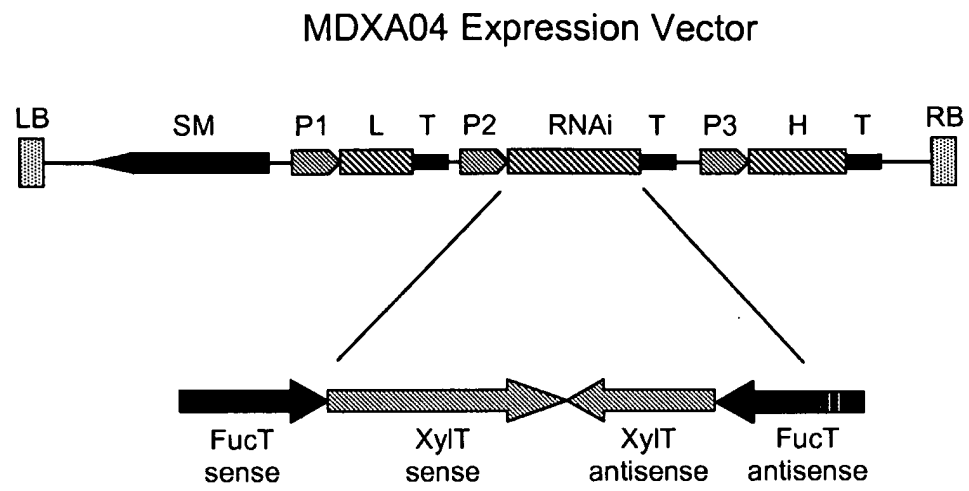 MDXA04 Expression Vector
LB SM P1 L T P2 RNAi T P3 H T RB
FucT XylT XylT FucT
sense sense antisense antisense